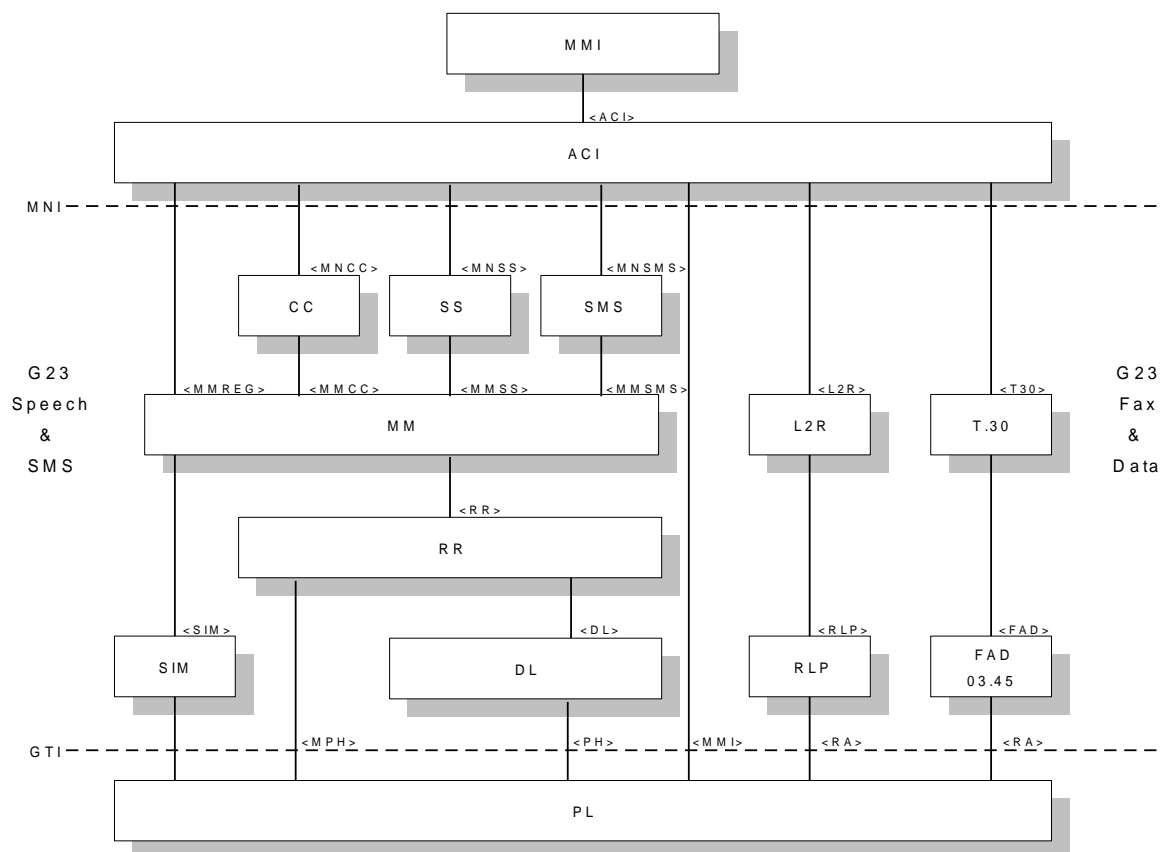 MMI
<ACI>
ACI
MNI
<MNCC>
<MNSS>
<MNSMS>
CC
SS
SMS
G23
Speech
&
SMS
<MMREG>
<MMCC>
<MMSS>
<MMSMS>
<L2R>
<T30>
G23
Fax
&
Data
MM
L2R
T.30
<RR>
RR
<SIM>
<DL>
<RLP>
<FAD>
SIM
DL
RLP
FAD
03.45
GTI
<MPH>
<PH>
<MMI>
<RA>
<RA>
PL